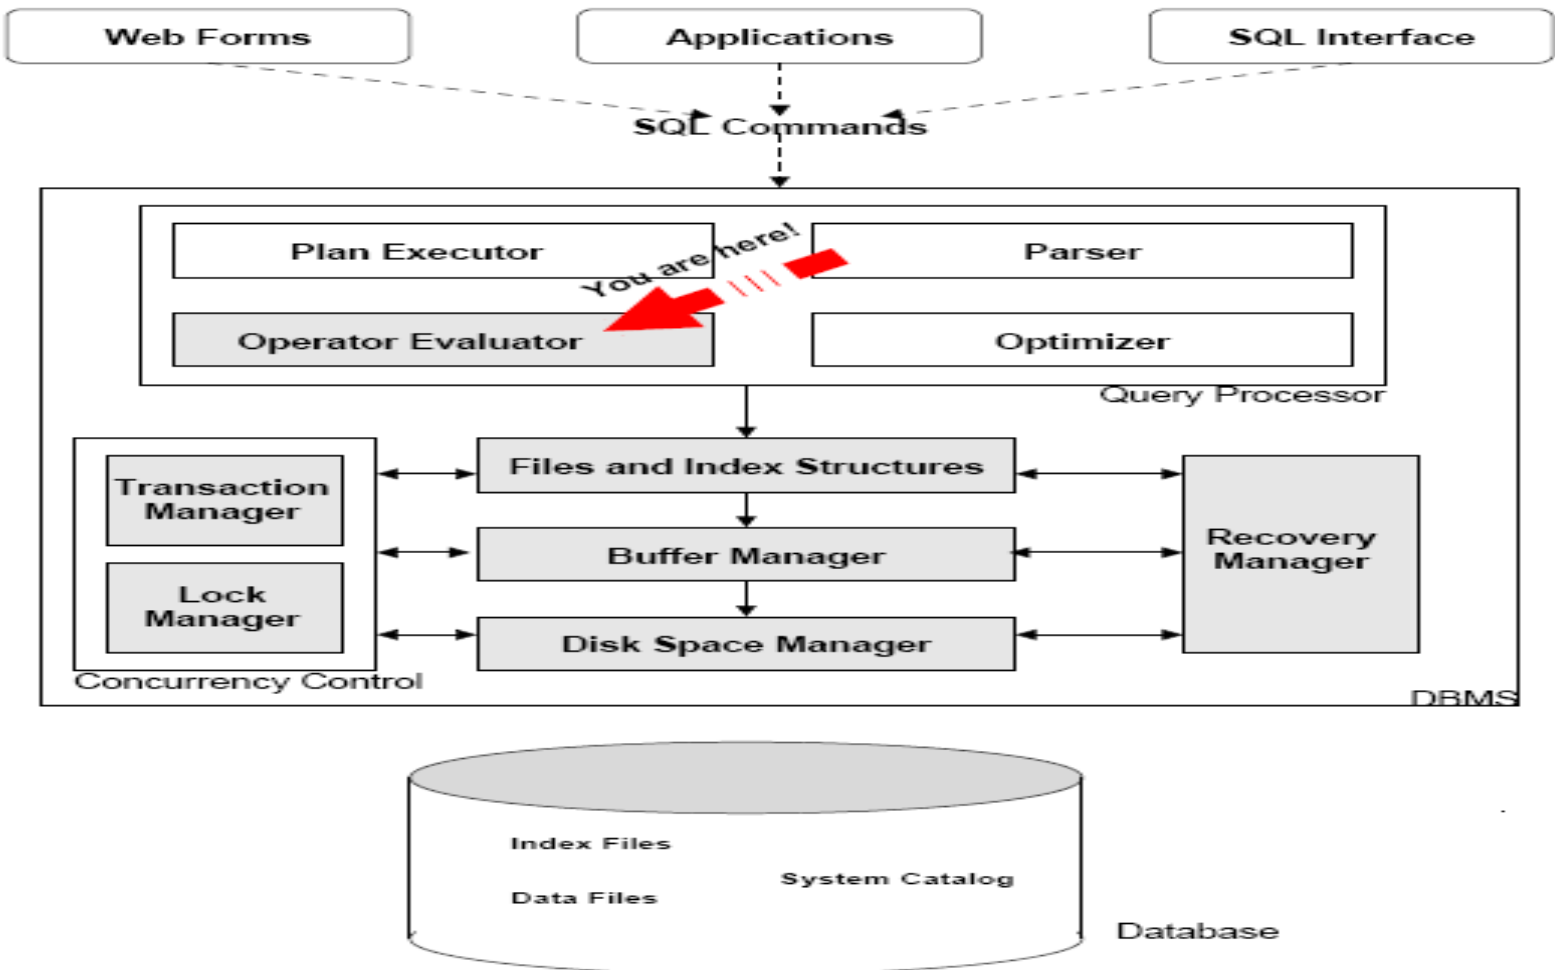 Web Forms
Applications
SQL Interface
SQL Commands
Plan Executor
You are here!
Parser
Operator Evaluator
Optimizer
Query Processor
Transaction
Manager
Files and Index Structures
Recovery
Manager
Buffer Manager
Lock
Manager
Disk Space Manager
Concurrency Control
DBMS
Index Files
System Catalog
Data Files
Database